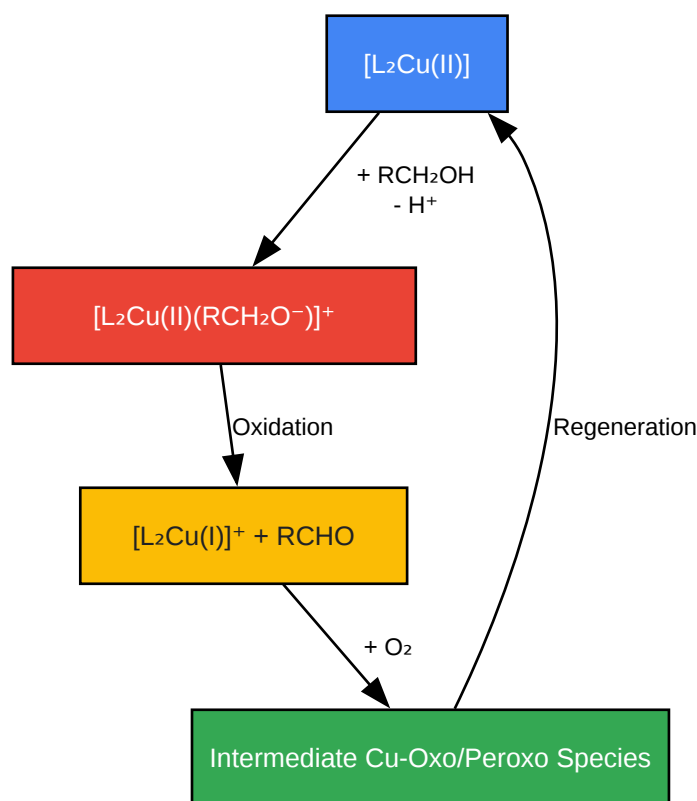 [L₂Cu(II)]
+ RCH₂OH
- H⁺
[L₂Cu(II)(RCH₂O⁻)]⁺
Oxidation
Regeneration
[L₂Cu(I)]⁺ + RCHO
+ O₂
Intermediate Cu-Oxo/Peroxo Species